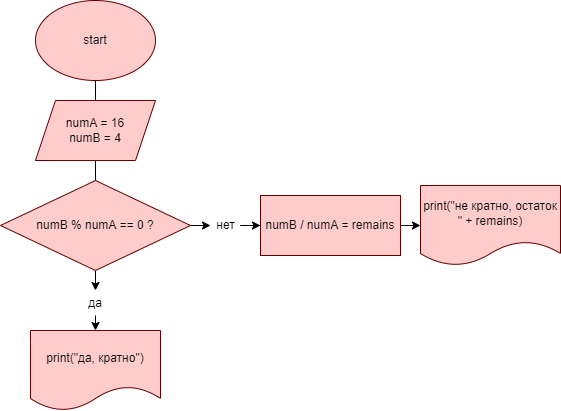 start
numA = 16
numB = 4
numB % numA == 0 ?
нет
numB / numA = remains
print("не кратно, остаток
" + remains)
да
print("да, кратно")